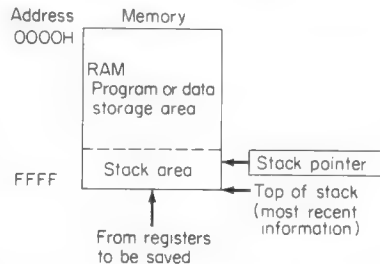 Address
Memory
0000H
RAM
Program or data
storage area
Stack area
Stack pointer
FFFF
Top of stack
(most recent
information)
From registers
to be saved